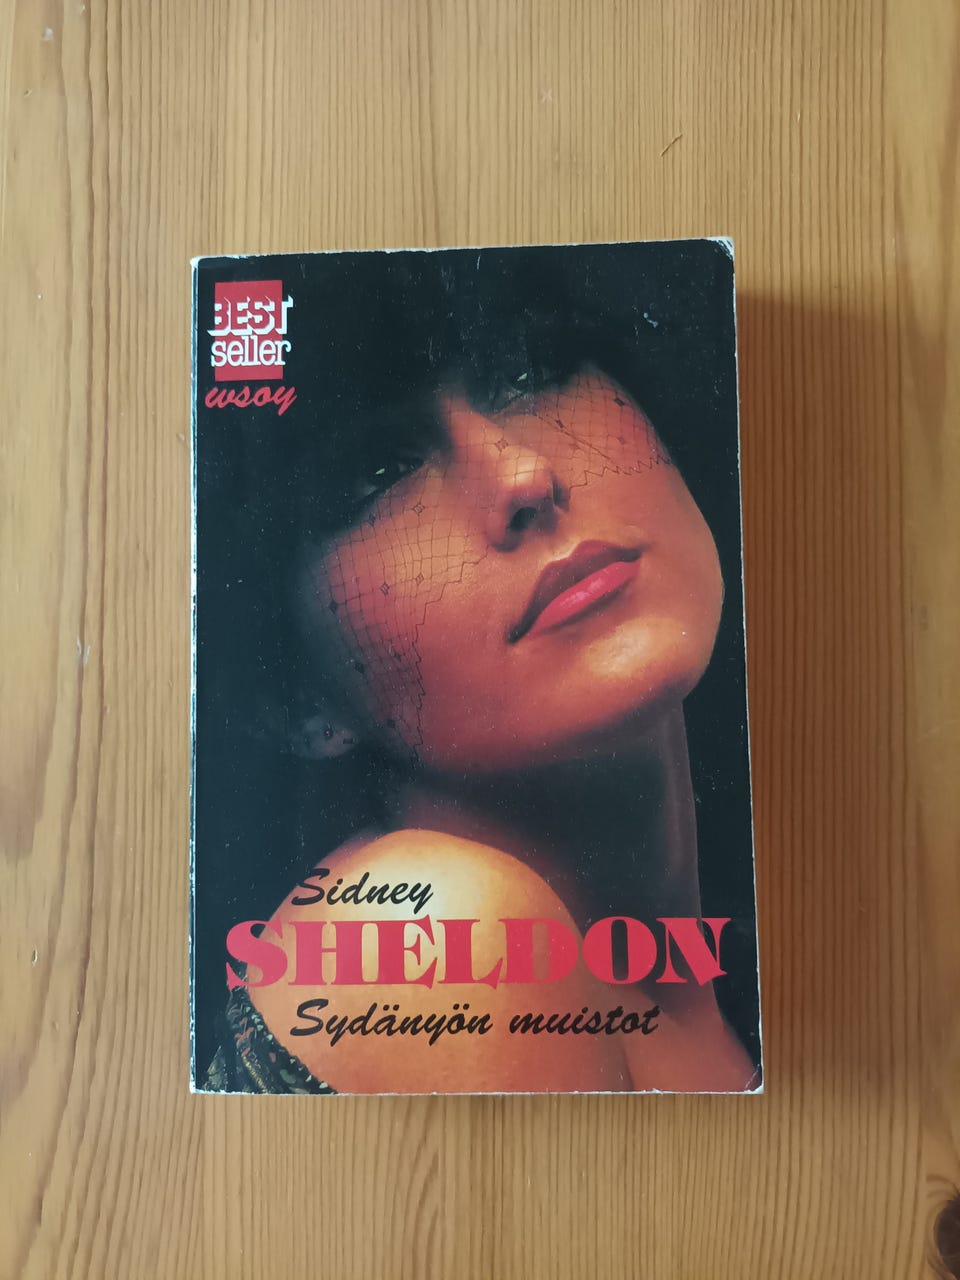 BEST
seller
wsoy
Sidney
SHELDON
Sydänyön muistot